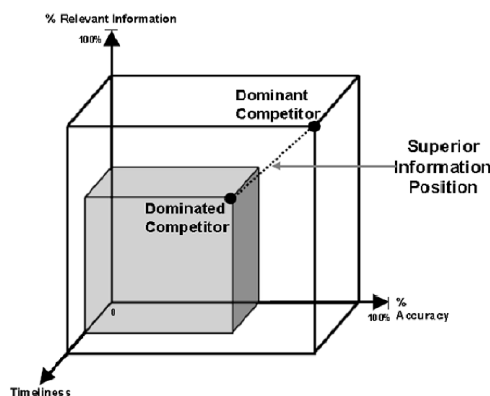 % Relevant Information
100%
Dominant
Competitor
Superior
Information
Position
Dominated
Competitor
0
100%
%
Accuracy
Timeliness